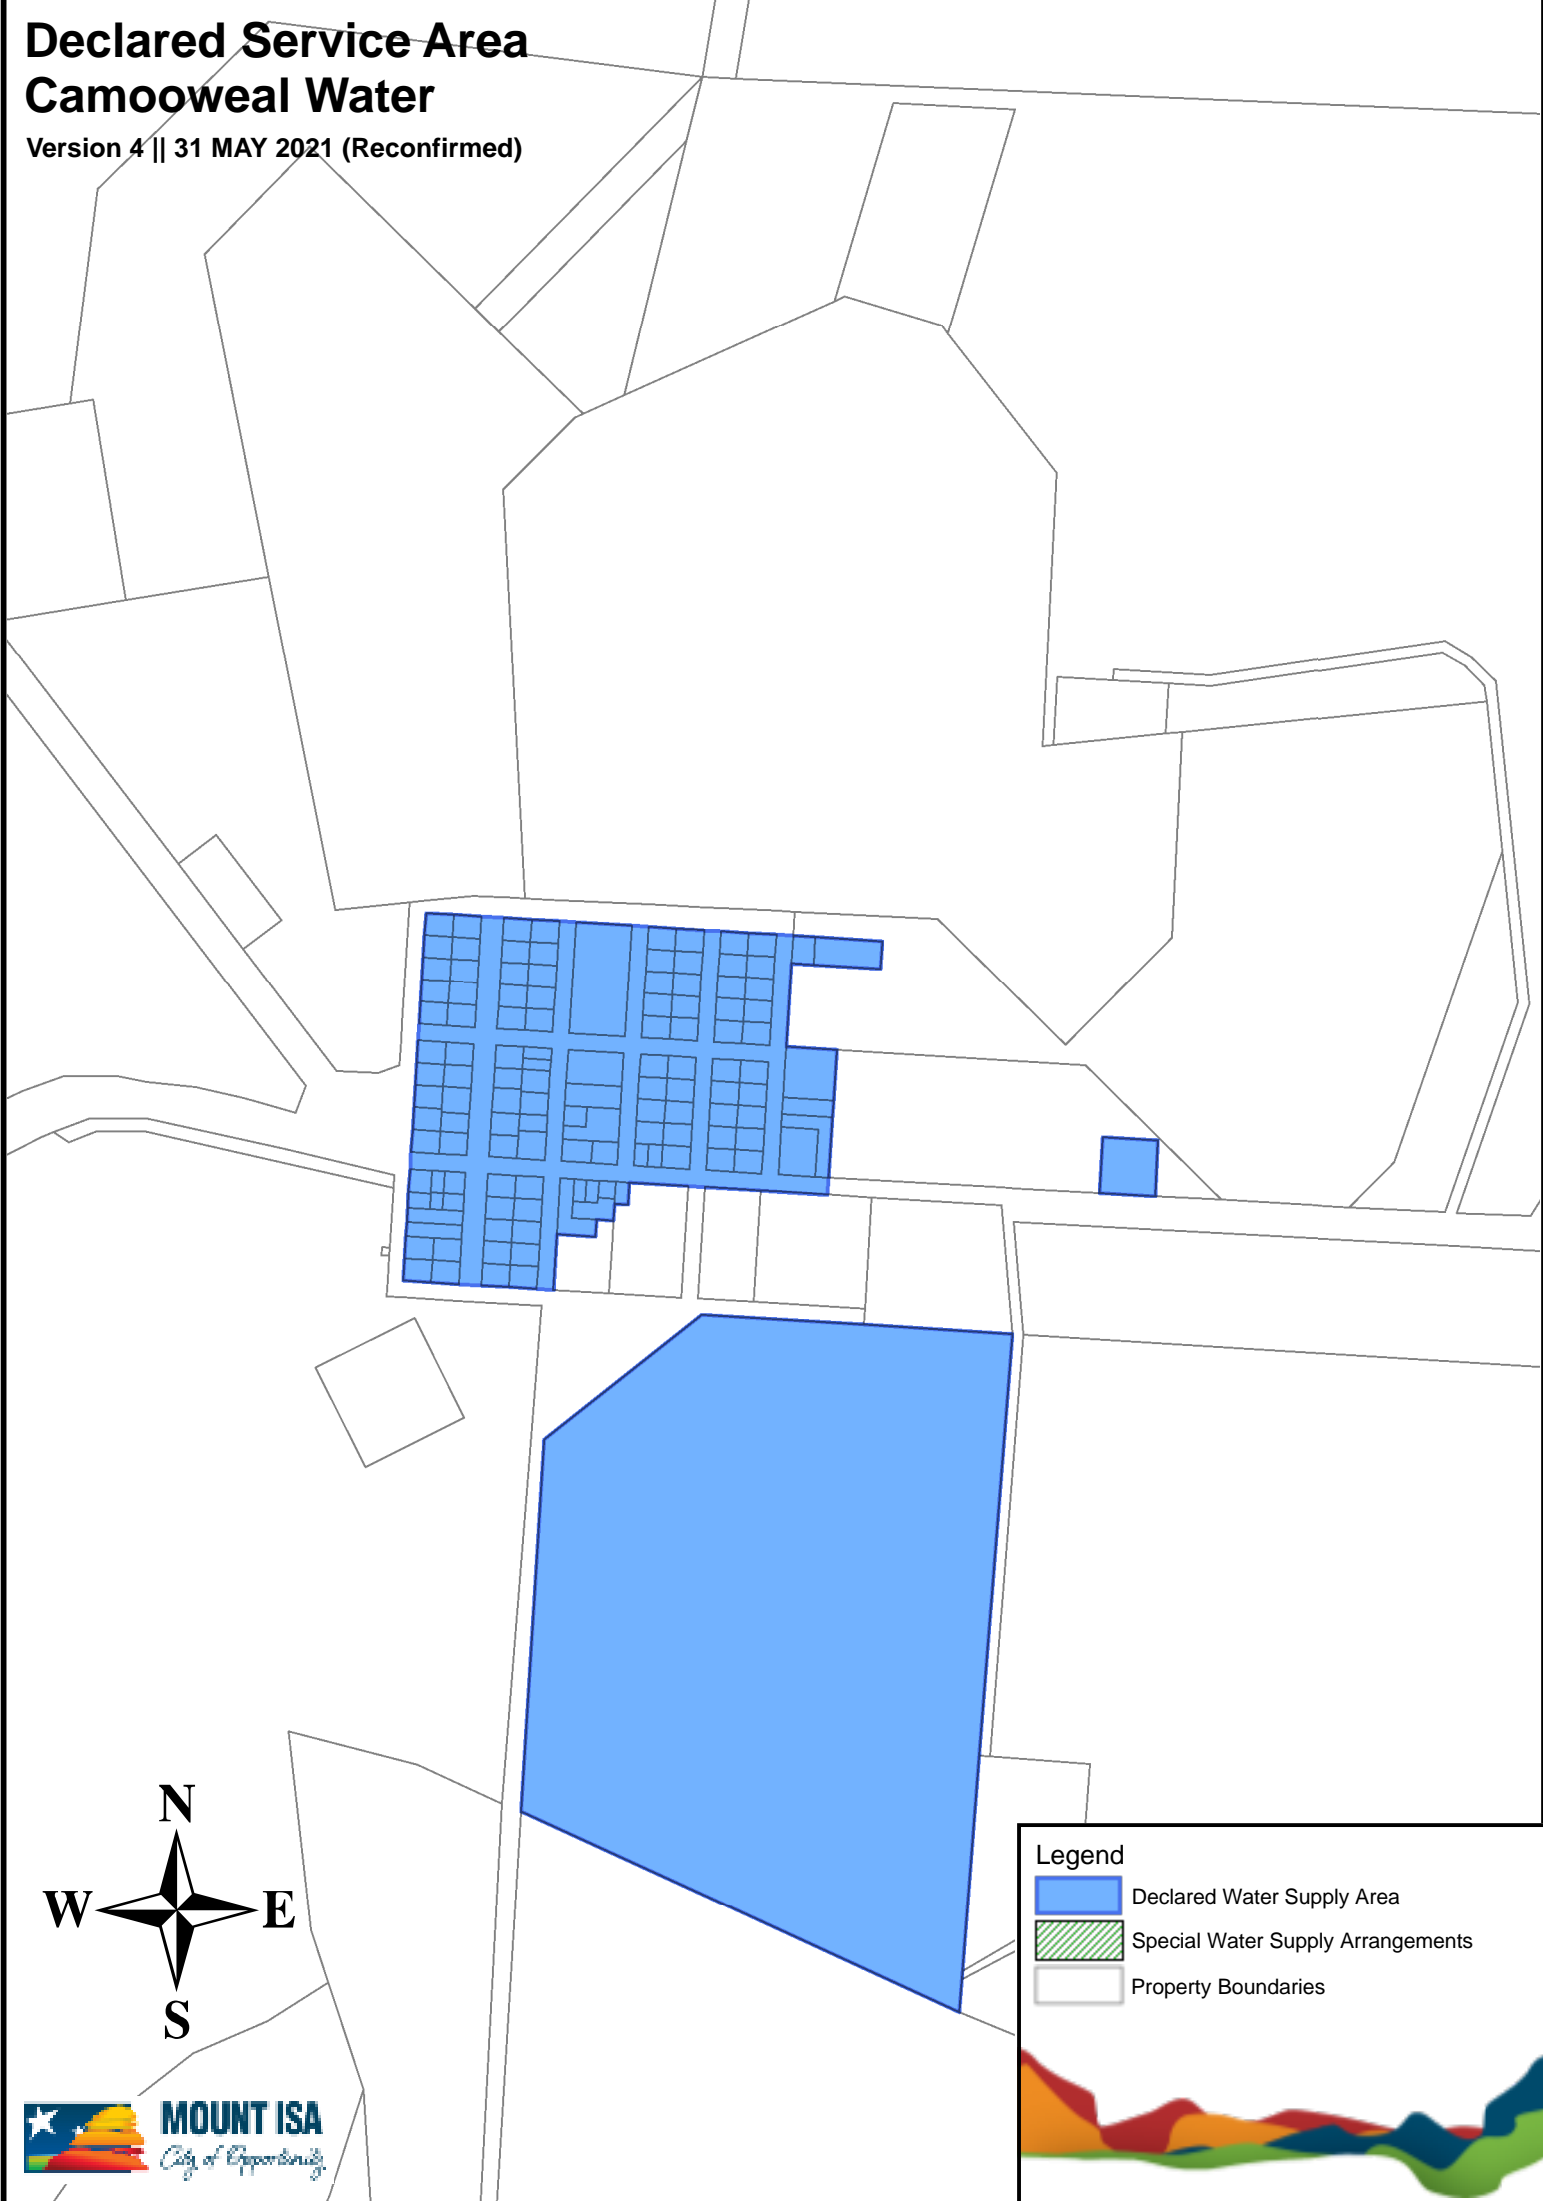 Declared Service Area
Camooweal Water
Version 4 || 31 MAY 2021 (Reconfirmed)
N
W E
S
Legend
Declared Water Supply Area
Special Water Supply Arrangements
Property Boundaries
MOUNT ISA
City of Opportunity